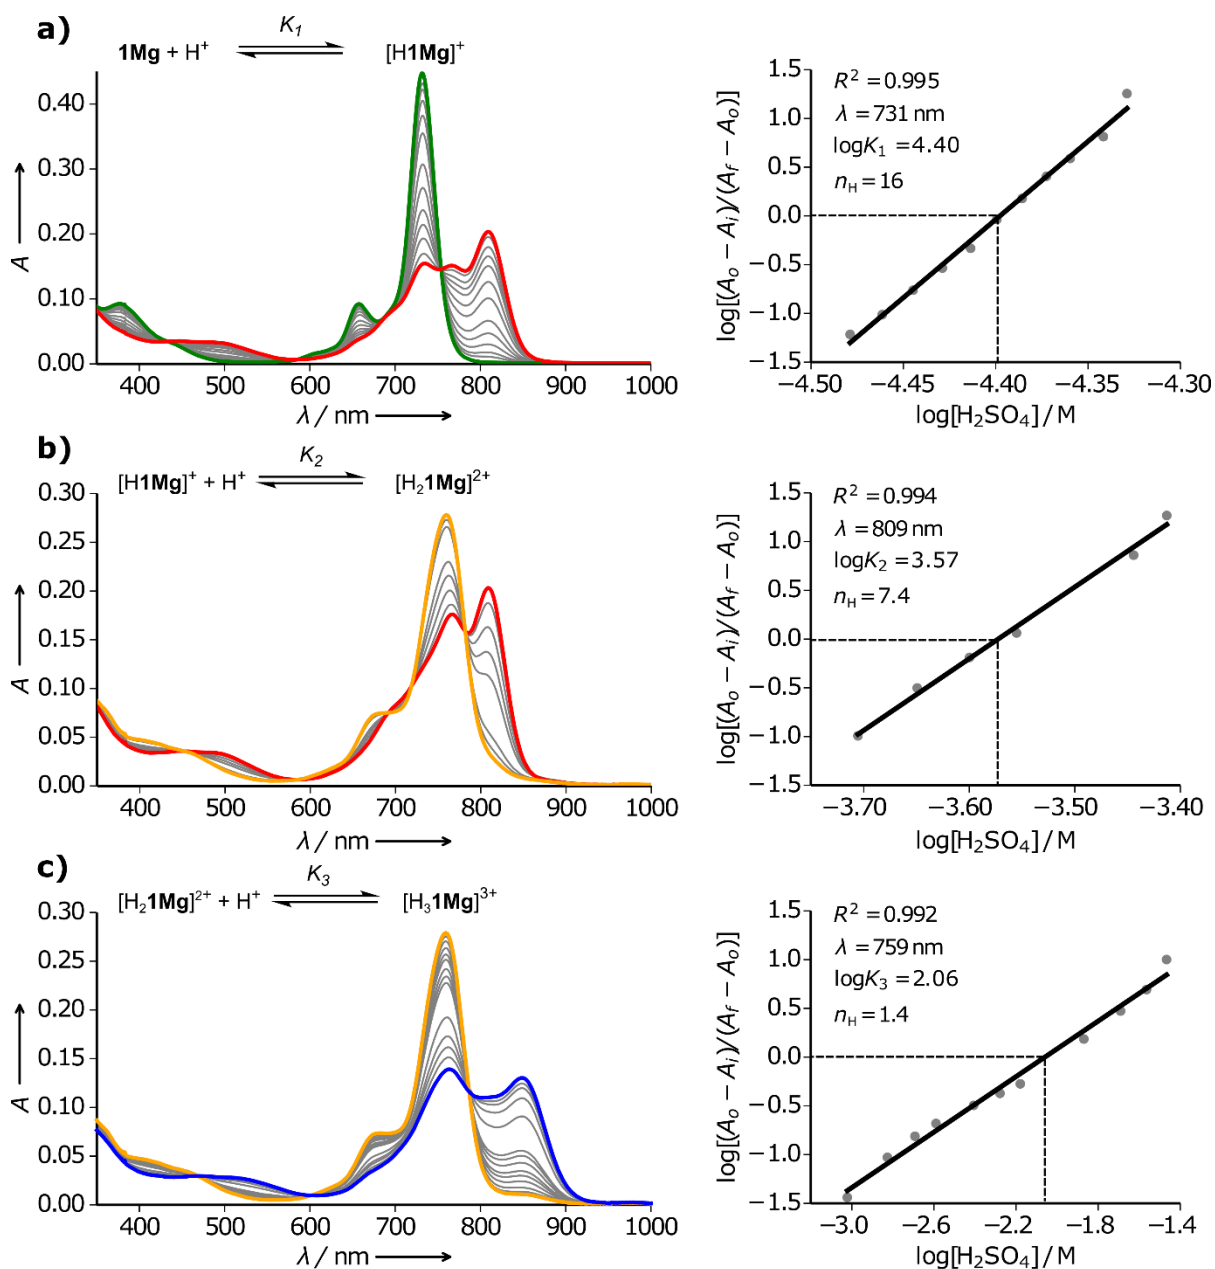 a)
K₁
1Mg + H⁺ [H1Mg]⁺
A
0.40
0.30
0.20
0.10
0.00
400 500 600 700 800 900 1000
λ / nm
log[(Aₒ − Aᵢ)/(A_f − Aₒ)]
1.5
1.0
0.5
0.0
−0.5
−1.0
−1.5
R² = 0.995
λ = 731 nm
logK₁ = 4.40
n_H = 16
−4.50 −4.45 −4.40 −4.35 −4.30
log[H₂SO₄] / M
b)
K₂
[H1Mg]⁺ + H⁺ [H₂1Mg]²⁺
A
0.30
0.25
0.20
0.15
0.10
0.05
0.00
400 500 600 700 800 900 1000
λ / nm
log[(Aₒ − Aᵢ)/(A_f − Aₒ)]
1.5
1.0
0.5
0.0
−0.5
−1.0
−1.5
R² = 0.994
λ = 809 nm
logK₂ = 3.57
n_H = 7.4
−3.70 −3.60 −3.50 −3.40
log[H₂SO₄] / M
c)
K₃
[H₂1Mg]²⁺ + H⁺ [H₃1Mg]³⁺
A
0.30
0.25
0.20
0.15
0.10
0.05
0.00
400 500 600 700 800 900 1000
λ / nm
log[(Aₒ − Aᵢ)/(A_f − Aₒ)]
1.5
1.0
0.5
0.0
−0.5
−1.0
−1.5
R² = 0.992
λ = 759 nm
logK₃ = 2.06
n_H = 1.4
−3.0 −2.6 −2.2 −1.8 −1.4
log[H₂SO₄] / M